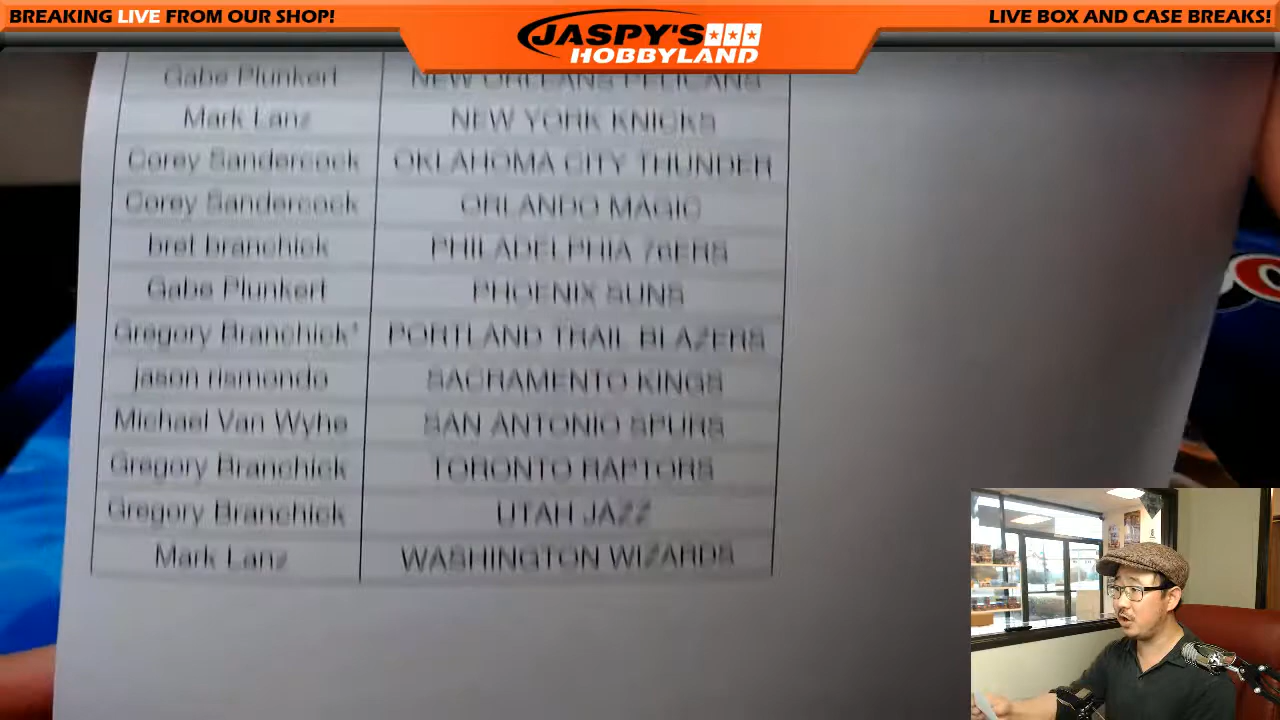 BREAKING LIVE FROM OUR SHOP!
JASPY'S
HOBBYLAND
LIVE BOX AND CASE BREAKS!
Gabe Plunkert NEW ORLEANS PELICANS
Mark Lanz NEW YORK KNICKS
Corey Sandercock OKLAHOMA CITY THUNDER
Corey Sandercock ORLANDO MAGIC
bret branchick PHILADELPHIA 76ERS
Gabe Plunkert PHOENIX SUNS
Gregory Branchick* PORTLAND TRAIL BLAZERS
jason rismondo SACRAMENTO KINGS
Michael Van Wyhe SAN ANTONIO SPURS
Gregory Branchick TORONTO RAPTORS
Gregory Branchick UTAH JAZZ
Mark Lanz WASHINGTON WIZARDS